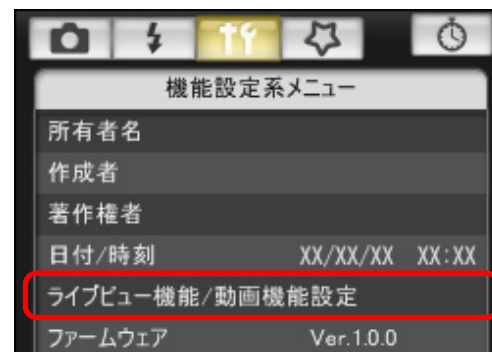 機能設定系メニュー
所有者名
作成者
著作権者
日付/時刻 XX/XX/XX XX:XX
ライブビュー機能/動画機能設定
ファームウェア Ver.1.0.0